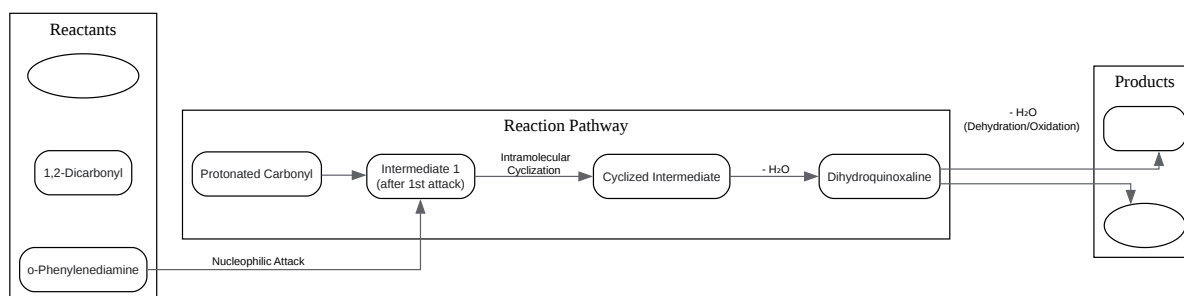 Reactants
1,2-Dicarbonyl
o-Phenylenediamine
Nucleophilic Attack
Reaction Pathway
Protonated Carbonyl
Intermediate 1
(after 1st attack)
Intramolecular
Cyclization
Cyclized Intermediate
- H₂O
Dihydroquinoxaline
- H₂O
(Dehydration/Oxidation)
Products